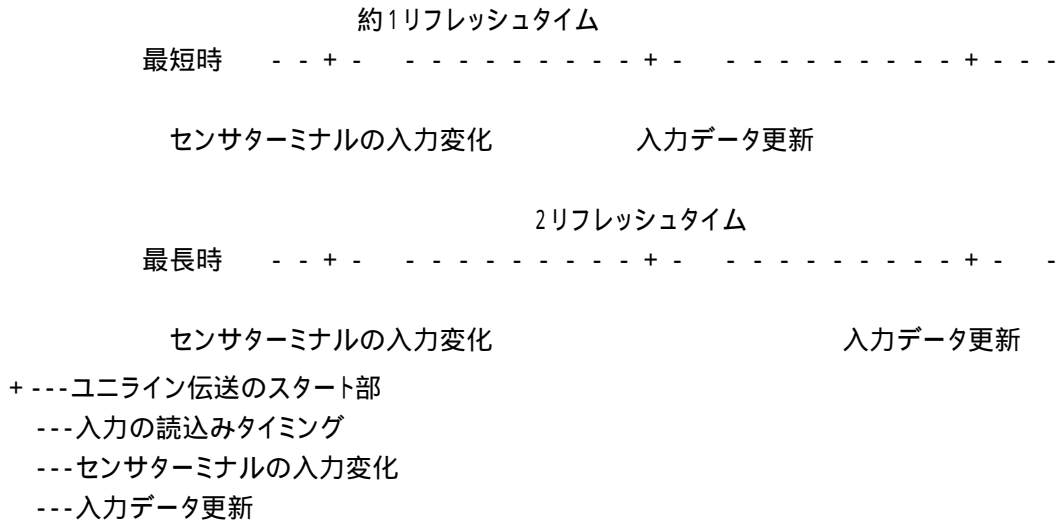 約1リフレッシュタイム
最短時 - - + - - - - - - - - - - + - - - - - - - - - - + - - -
センサターミナルの入力変化 入力データ更新
2リフレッシュタイム
最長時 - - + - - - - - - - - - - + - - - - - - - - - - + - -
センサターミナルの入力変化 入力データ更新
+ ---ユニライン伝送のスタート部
---入力の読込みタイミング
---センサターミナルの入力変化
---入力データ更新